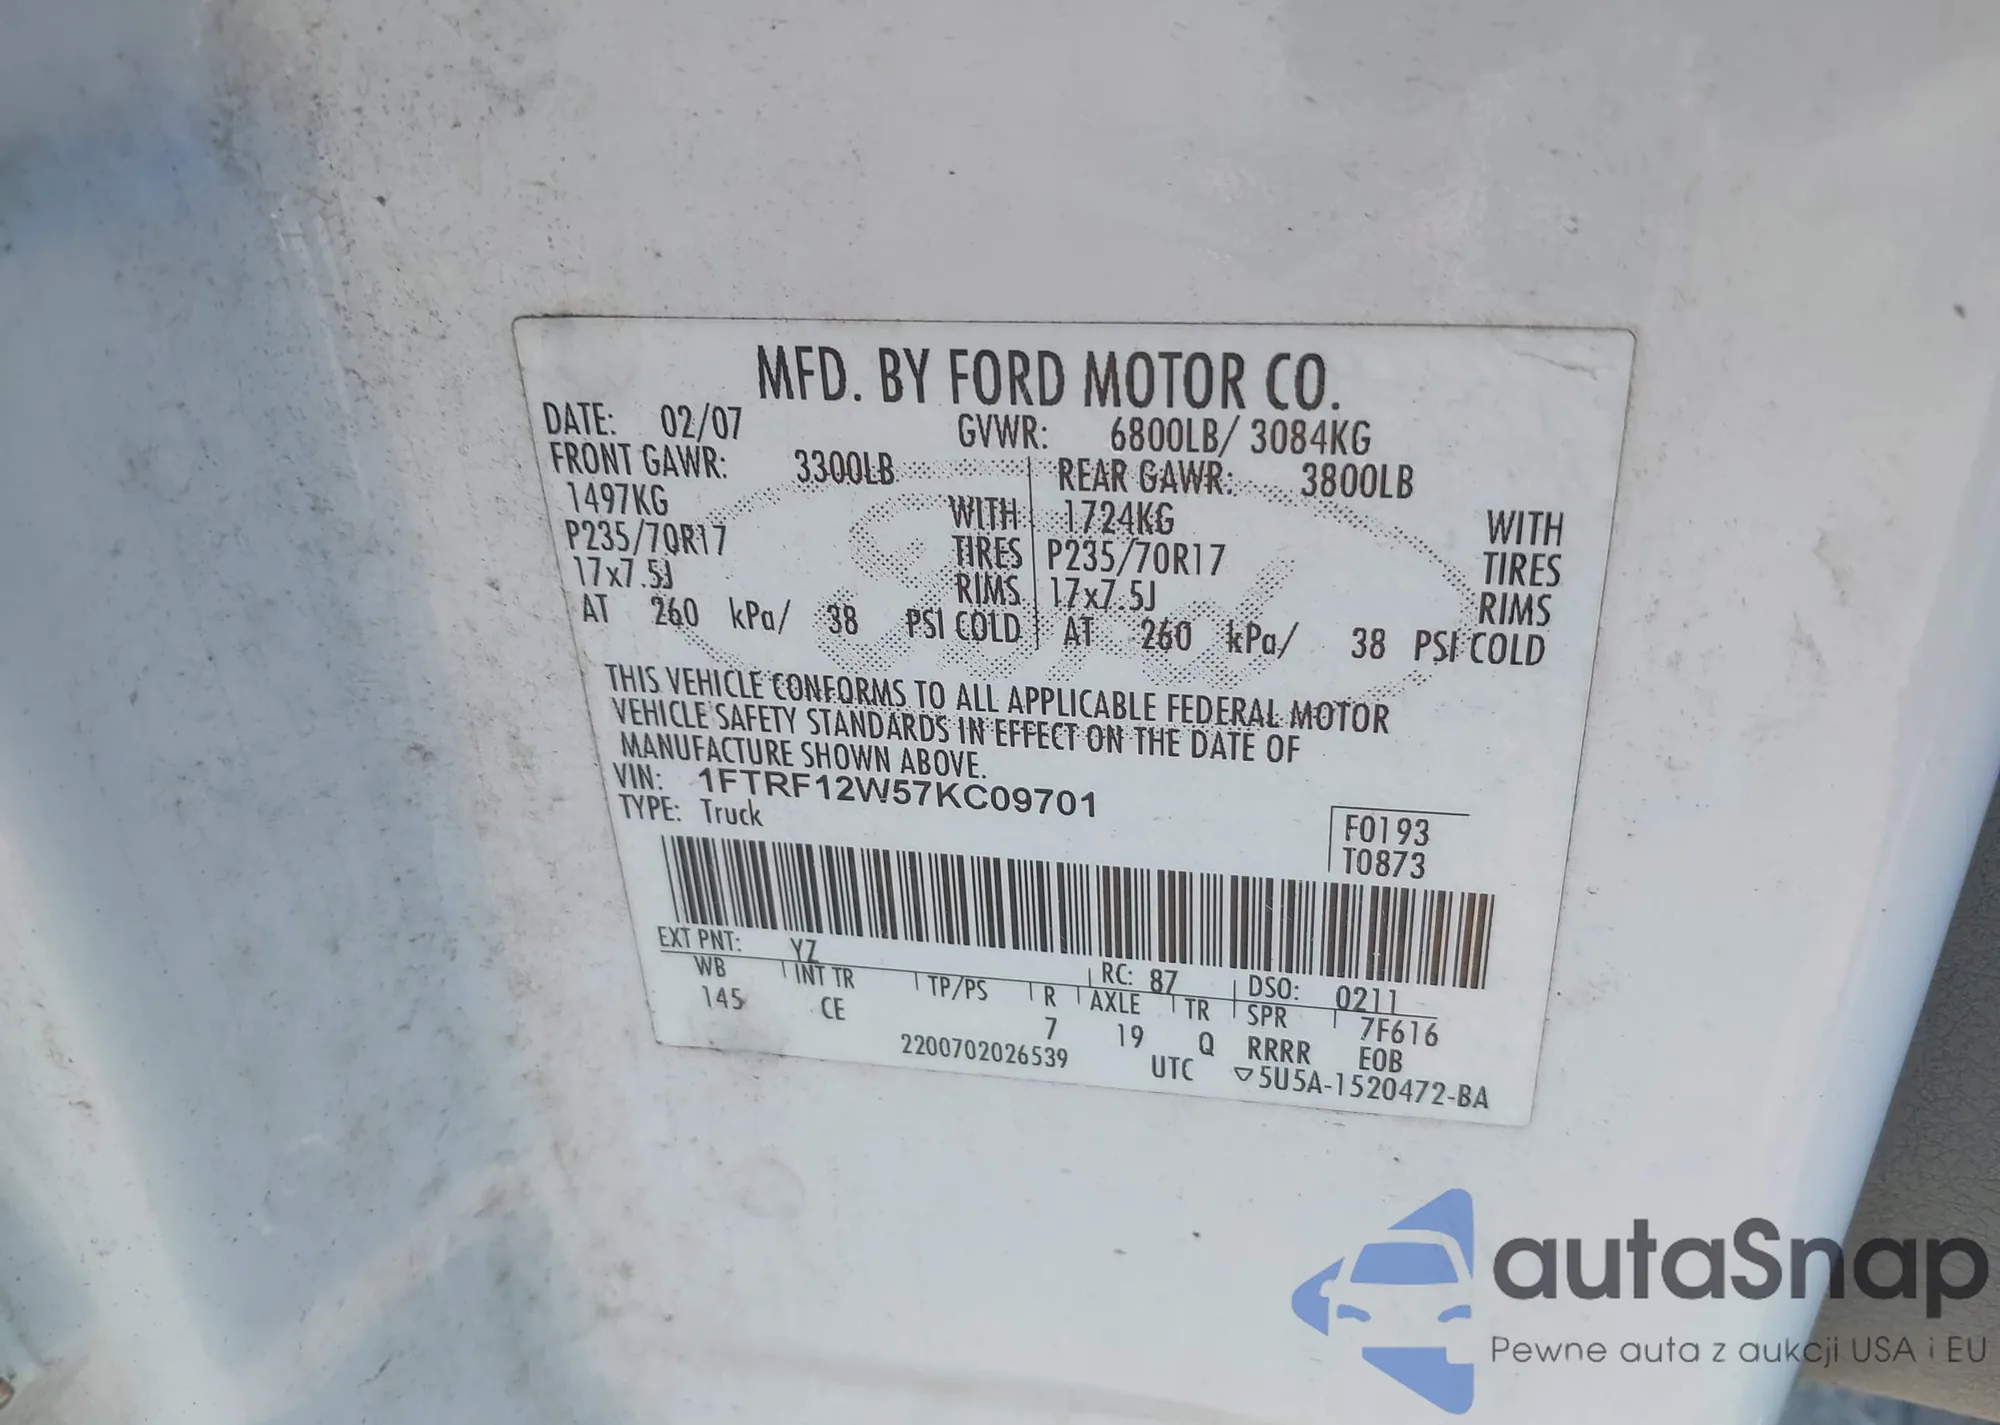 MFD. BY FORD MOTOR CO.
DATE: 02/07 GVWR: 6800LB/ 3084KG
FRONT GAWR: 3300LB REAR GAWR: 3800LB
1497KG WITH 1724KG WITH
P235/70R17 TIRES P235/70R17 TIRES
17x7.5J RIMS 17x7.5J RIMS
AT 260 kPa/ 38 PSI COLD AT 260 kPa/ 38 PSI COLD
THIS VEHICLE CONFORMS TO ALL APPLICABLE FEDERAL MOTOR
VEHICLE SAFETY STANDARDS IN EFFECT ON THE DATE OF
MANUFACTURE SHOWN ABOVE.
VIN: 1FTRF12W57KC09701
TYPE: Truck
F0193
T0873
EXT PNT: YZ RC: 87 DSO: 0211
WB INT TR TP/PS R AXLE TR SPR 7F616
145 CE 7 19 Q RRRR EOB
2200702026539 UTC ▽5U5A-1520472-BA
autaSnap
Pewne auta z aukcji USA i EU